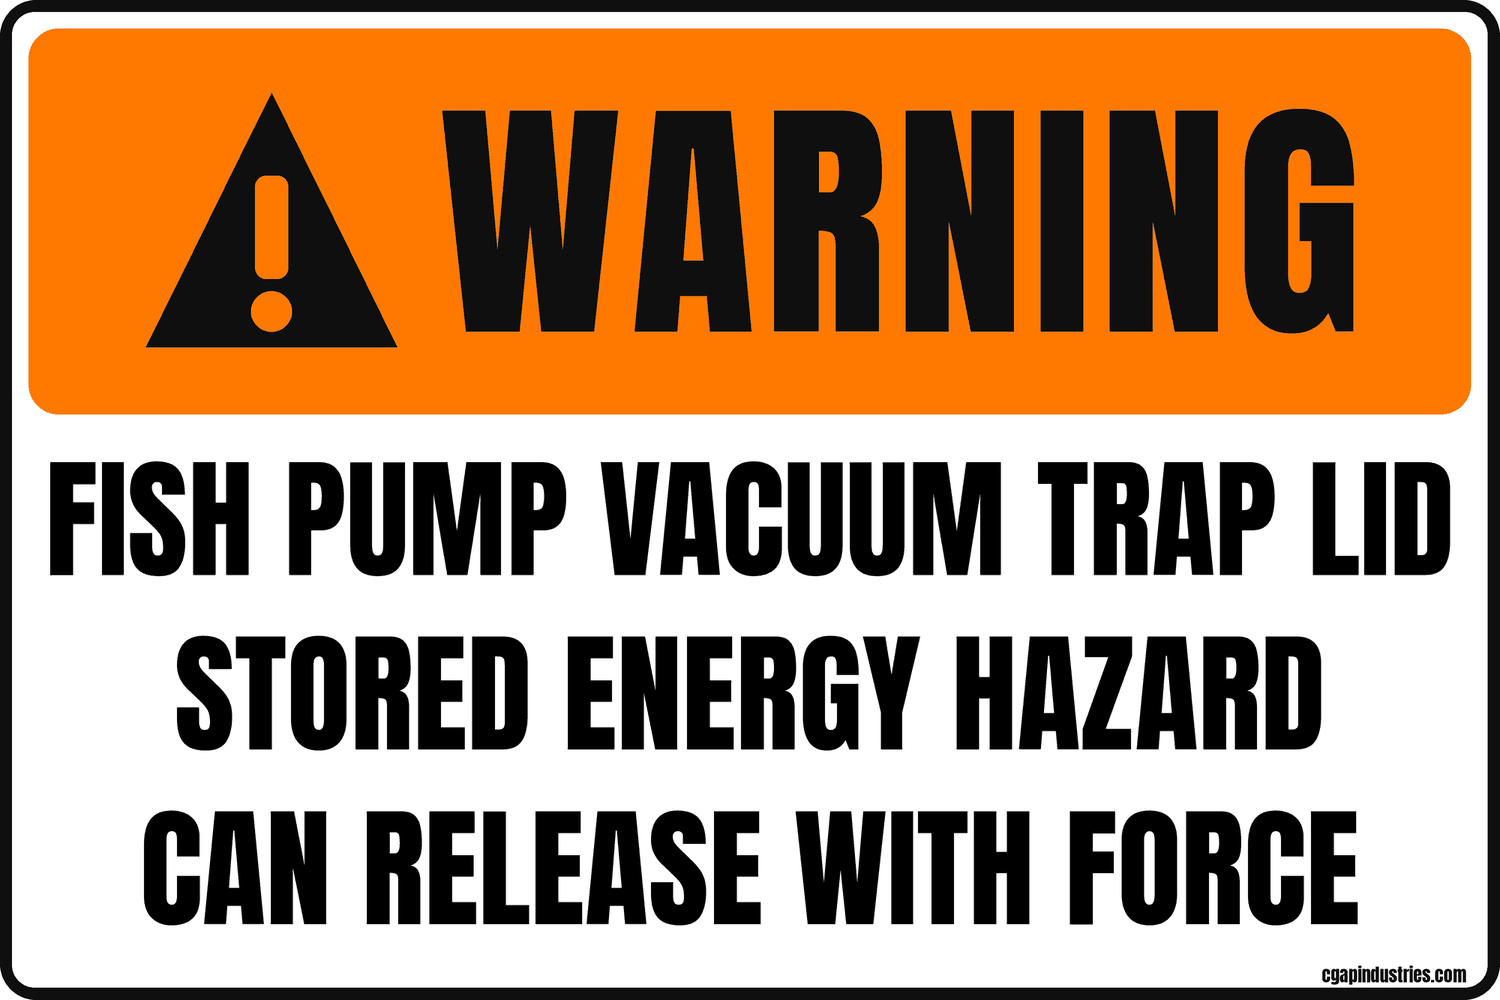 WARNING
FISH PUMP VACUUM TRAP LID
STORED ENERGY HAZARD
CAN RELEASE WITH FORCE
cgapindustries.com